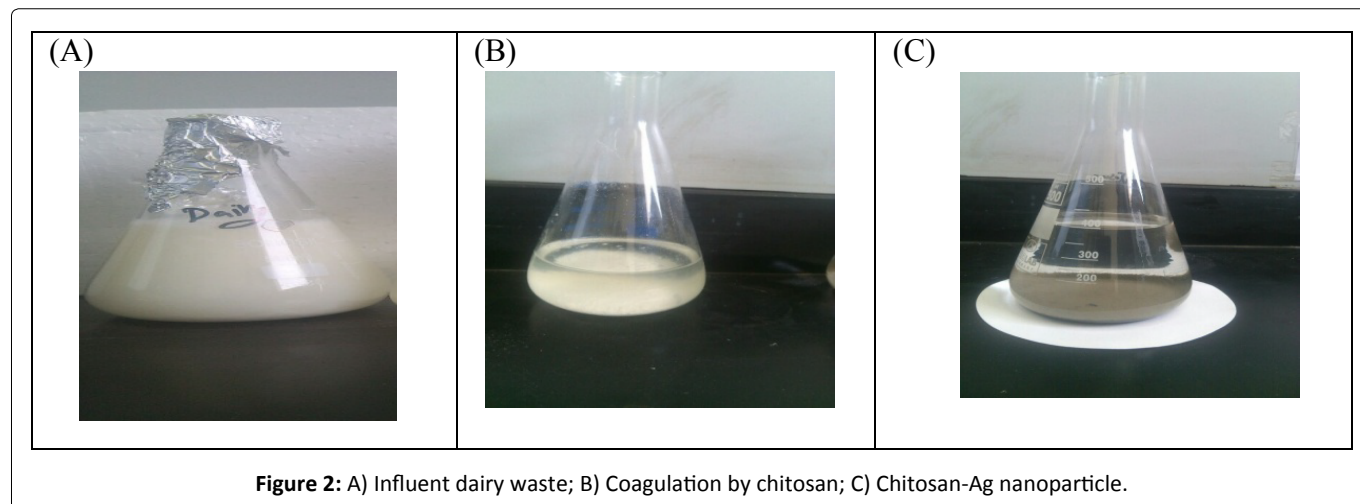 (A)
(B)
(C)
Dairy
500
400
300
200
Figure 2: A) Influent dairy waste; B) Coagulation by chitosan; C) Chitosan-Ag nanoparticle.